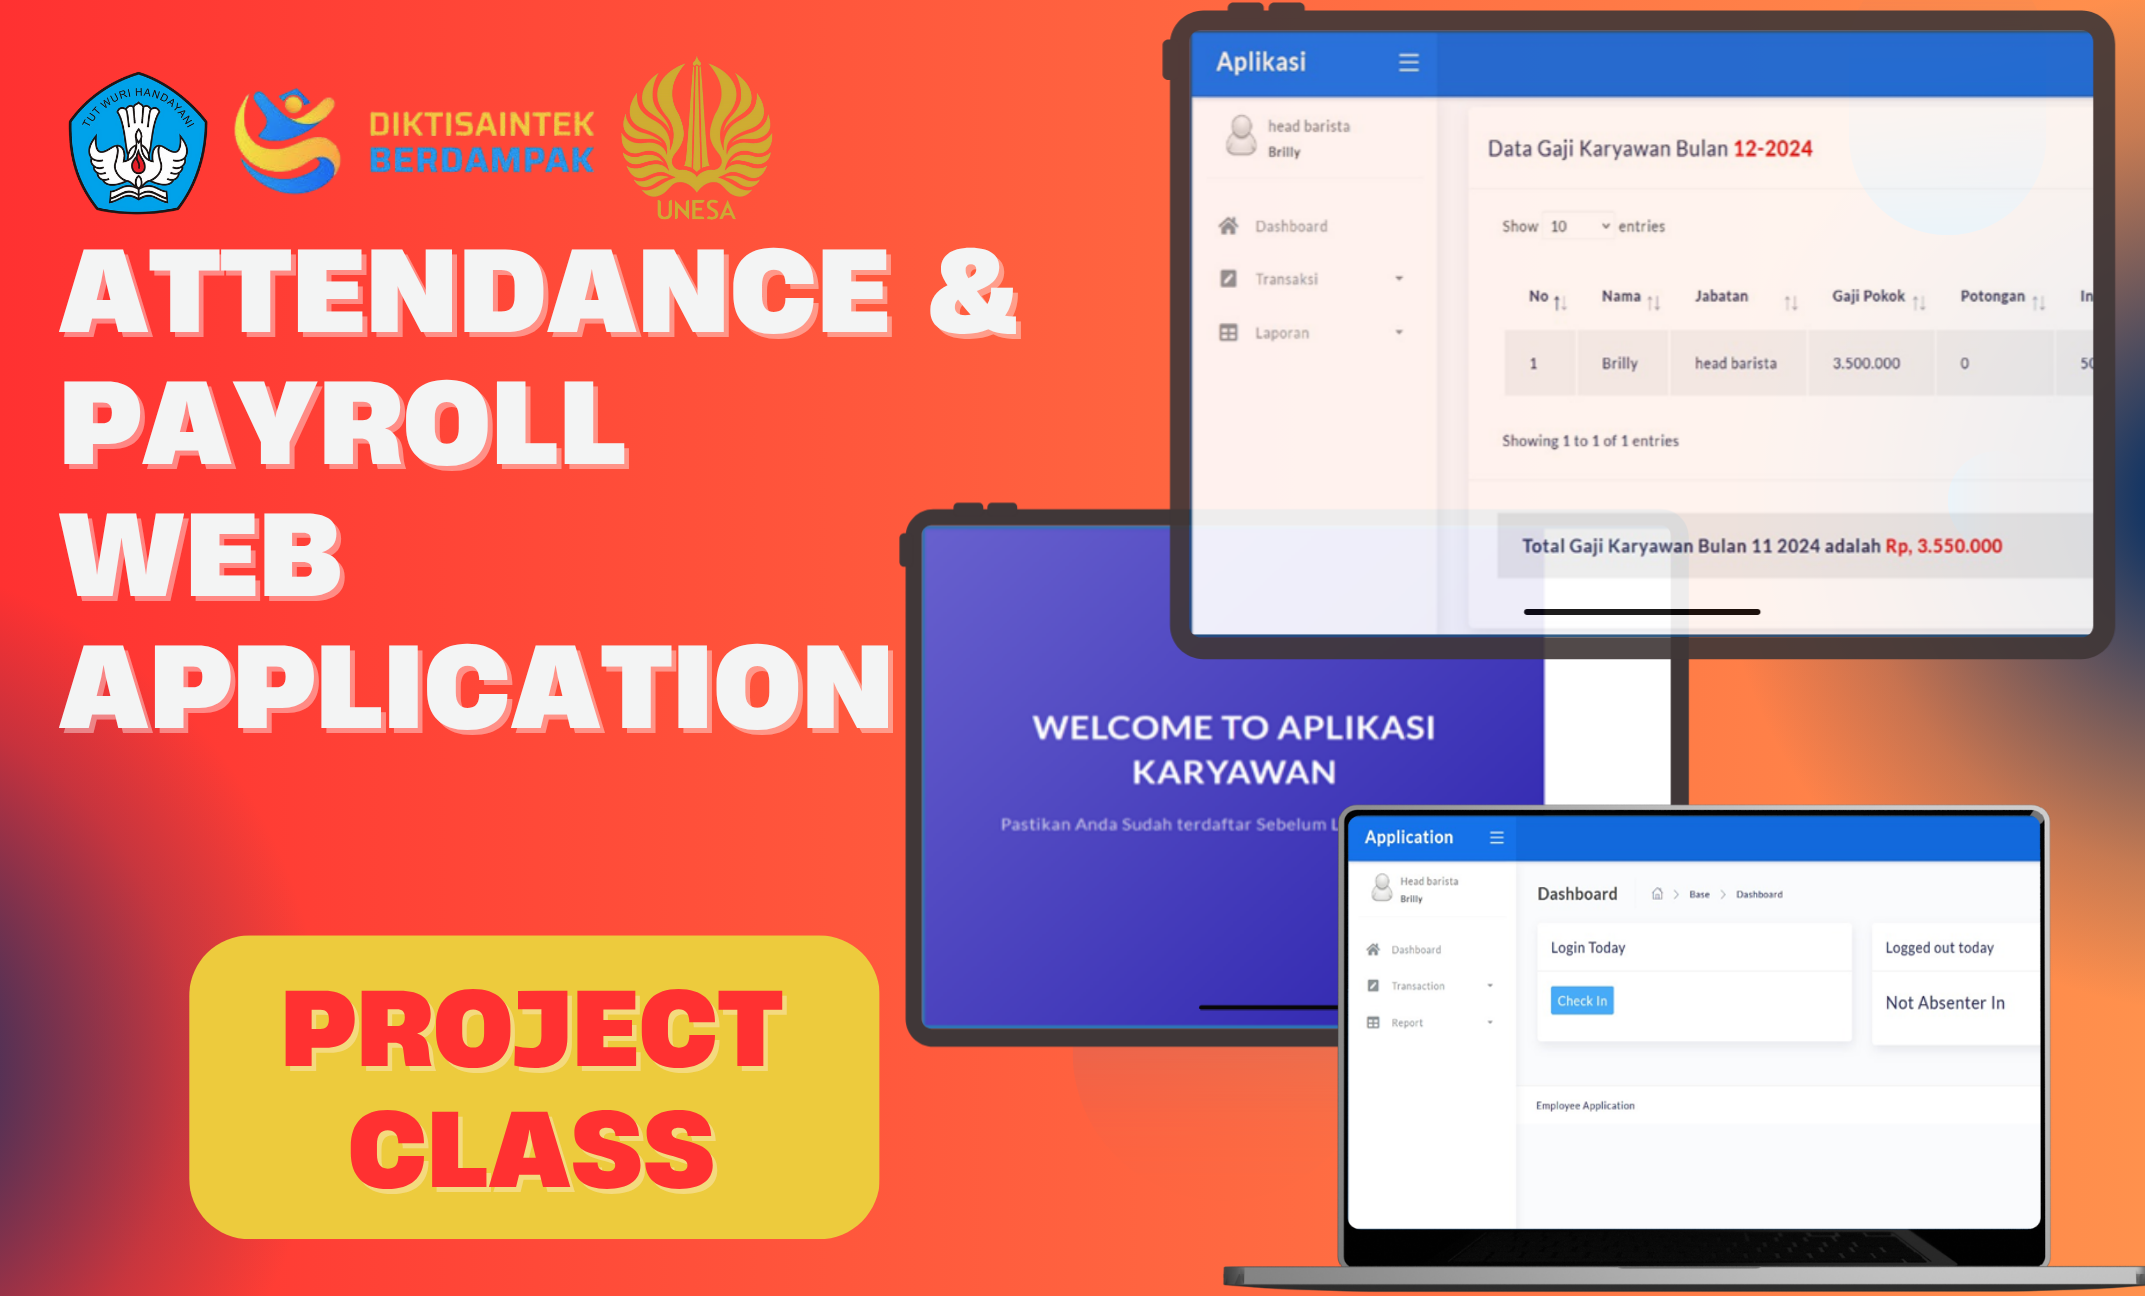 TUT WURI HANDAYANI
DIKTISAINTEK
BERDAMPAK
UNESA
ATTENDANCE &
PAYROLL
WEB
APPLICATION
PROJECT
CLASS
Aplikasi
head barista
Brilly
Dashboard
Transaksi
Laporan
Data Gaji Karyawan Bulan 12-2024
Show 10 entries
No Nama Jabatan Gaji Pokok Potongan In
1 Brilly head barista 3.500.000 0 50
Showing 1 to 1 of 1 entries
Total Gaji Karyawan Bulan 11 2024 adalah Rp, 3.550.000
WELCOME TO APLIKASI
KARYAWAN
Pastikan Anda Sudah terdaftar Sebelum L
Application
Head barista
Brilly
Dashboard
Transaction
Report
Dashboard > Base > Dashboard
Login Today
Check In
Logged out today
Not Absenter In
Employee Application